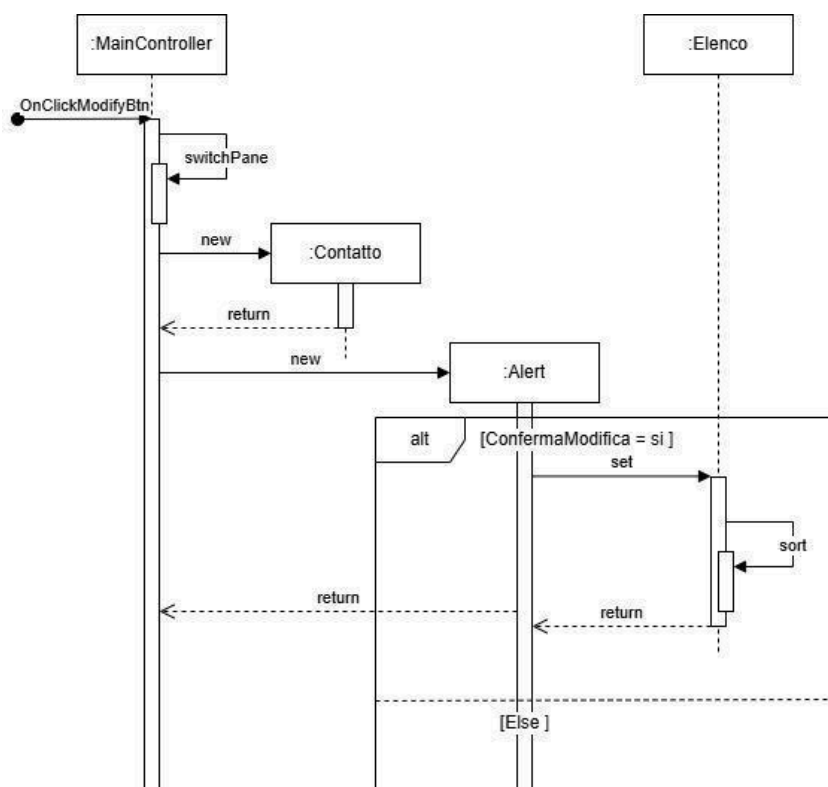 :MainController
:Elenco
OnClickModifyBtn
switchPane
new
:Contatto
return
new
:Alert
alt
[ConfermaModifica = si ]
set
sort
return
return
[Else ]